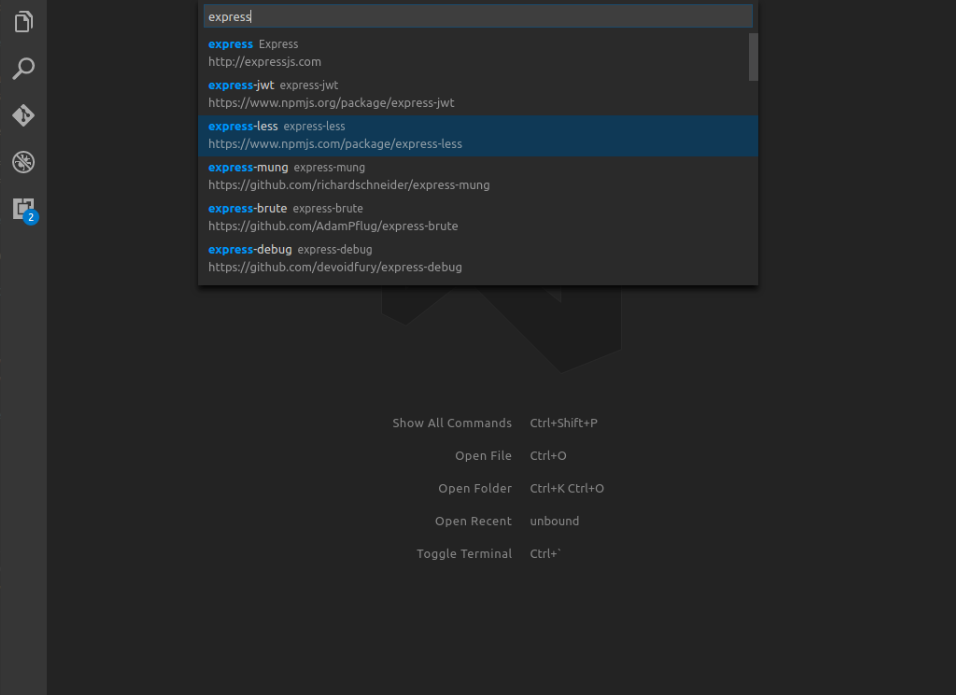 express
express Express
http://expressjs.com
express-jwt express-jwt
https://www.npmjs.org/package/express-jwt
express-less express-less
https://www.npmjs.com/package/express-less
express-mung express-mung
https://github.com/richardschneider/express-mung
express-brute express-brute
https://github.com/AdamPflug/express-brute
express-debug express-debug
https://github.com/devoidfury/express-debug
2
Show All Commands Ctrl+Shift+P
Open File Ctrl+O
Open Folder Ctrl+K Ctrl+O
Open Recent unbound
Toggle Terminal Ctrl+`